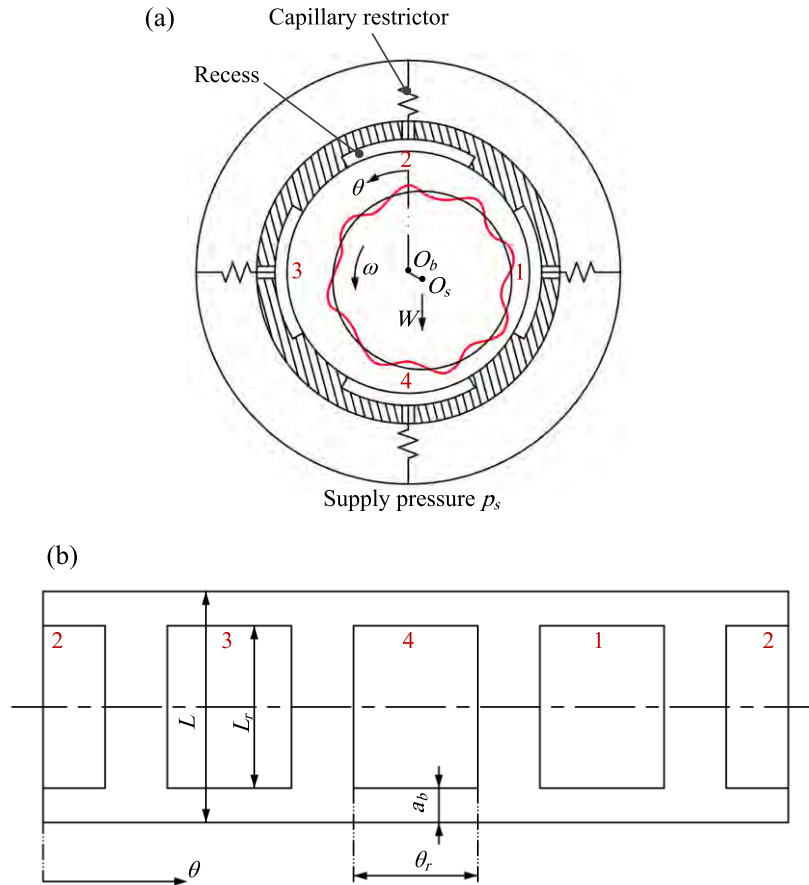 (a)
Capillary restrictor
Recess
2
θ
3
ω
O_b
1
O_s
W
4
Supply pressure p_s
(b)
2
3
4
1
2
L
L_r
a_b
θ
θ_r